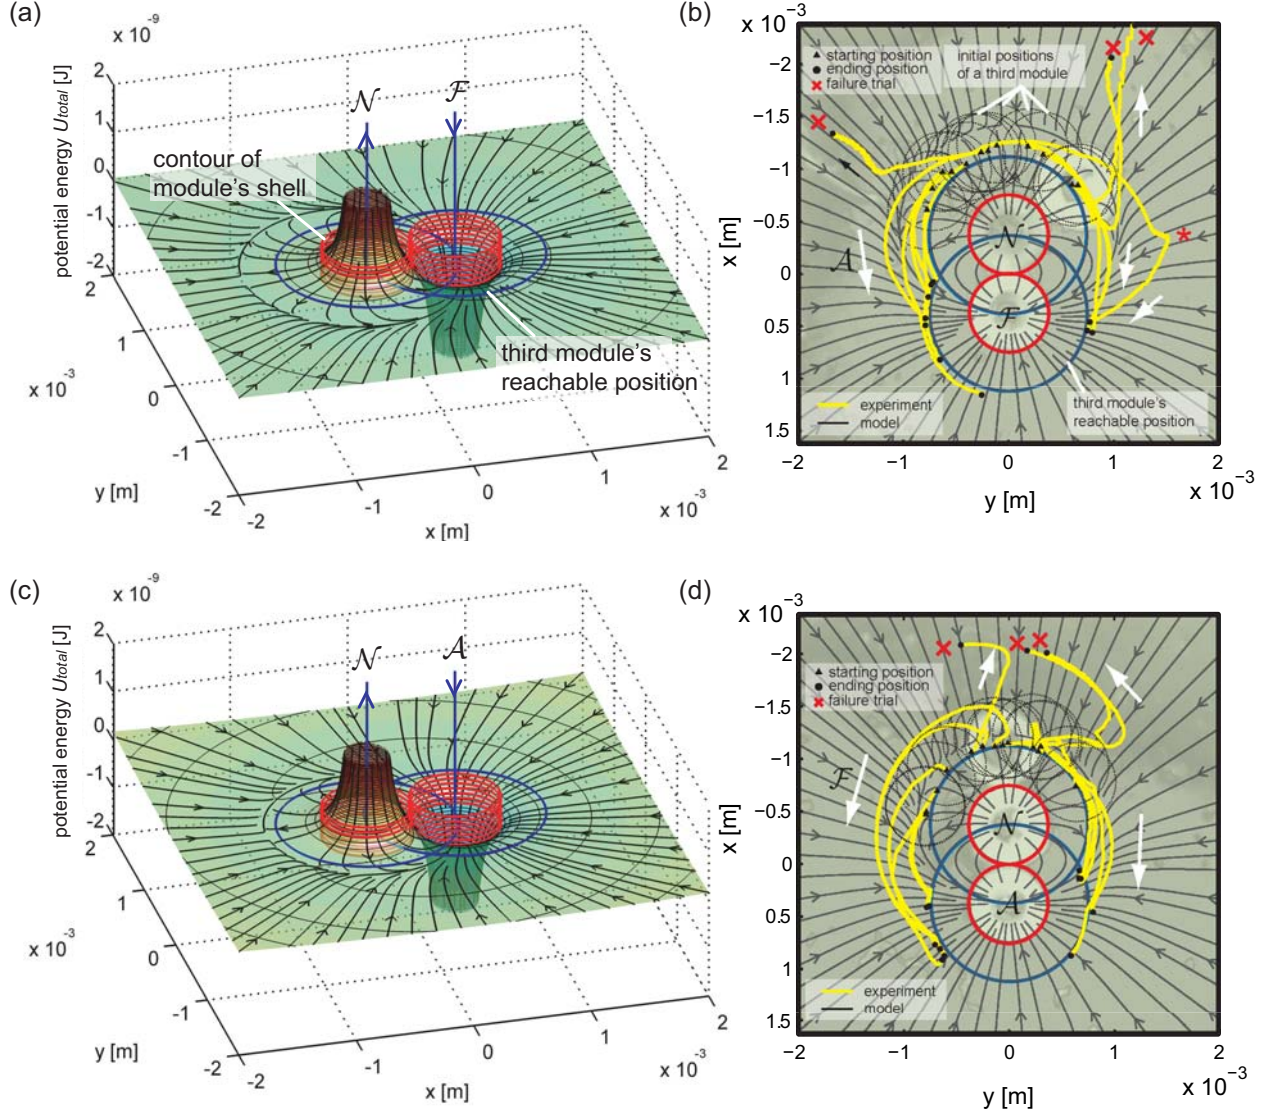 (a)
x 10⁻⁹
potential energy U_total [J]
2
1
0
-1
-2
𝒩
ℱ
contour of
module's shell
third module's
reachable position
2
1
0
-1
-2
x 10⁻³
y [m]
-2
-1
0
1
2
x [m]
x 10⁻³
(b)
x 10⁻³
starting position
ending position
failure trial
initial positions
of a third module
𝒜
𝒩
ℱ
*
experiment
model
third module's
reachable position
−2
−1.5
−1
−0.5
0
0.5
1
1.5
x [m]
−2
−1
0
1
2
y [m]
x 10⁻³
(c)
x 10⁻⁹
potential energy U_total [J]
2
1
0
-1
-2
𝒩
𝒜
2
1
0
-1
-2
x 10⁻³
y [m]
-2
-1
0
1
2
x [m]
x 10⁻³
(d)
x 10⁻³
starting position
ending position
failure trial
ℱ
𝒩
𝒜
experiment
model
−2
−1.5
−1
−0.5
0
0.5
1
1.5
x [m]
−2
−1
0
1
2
y [m]
x 10⁻³